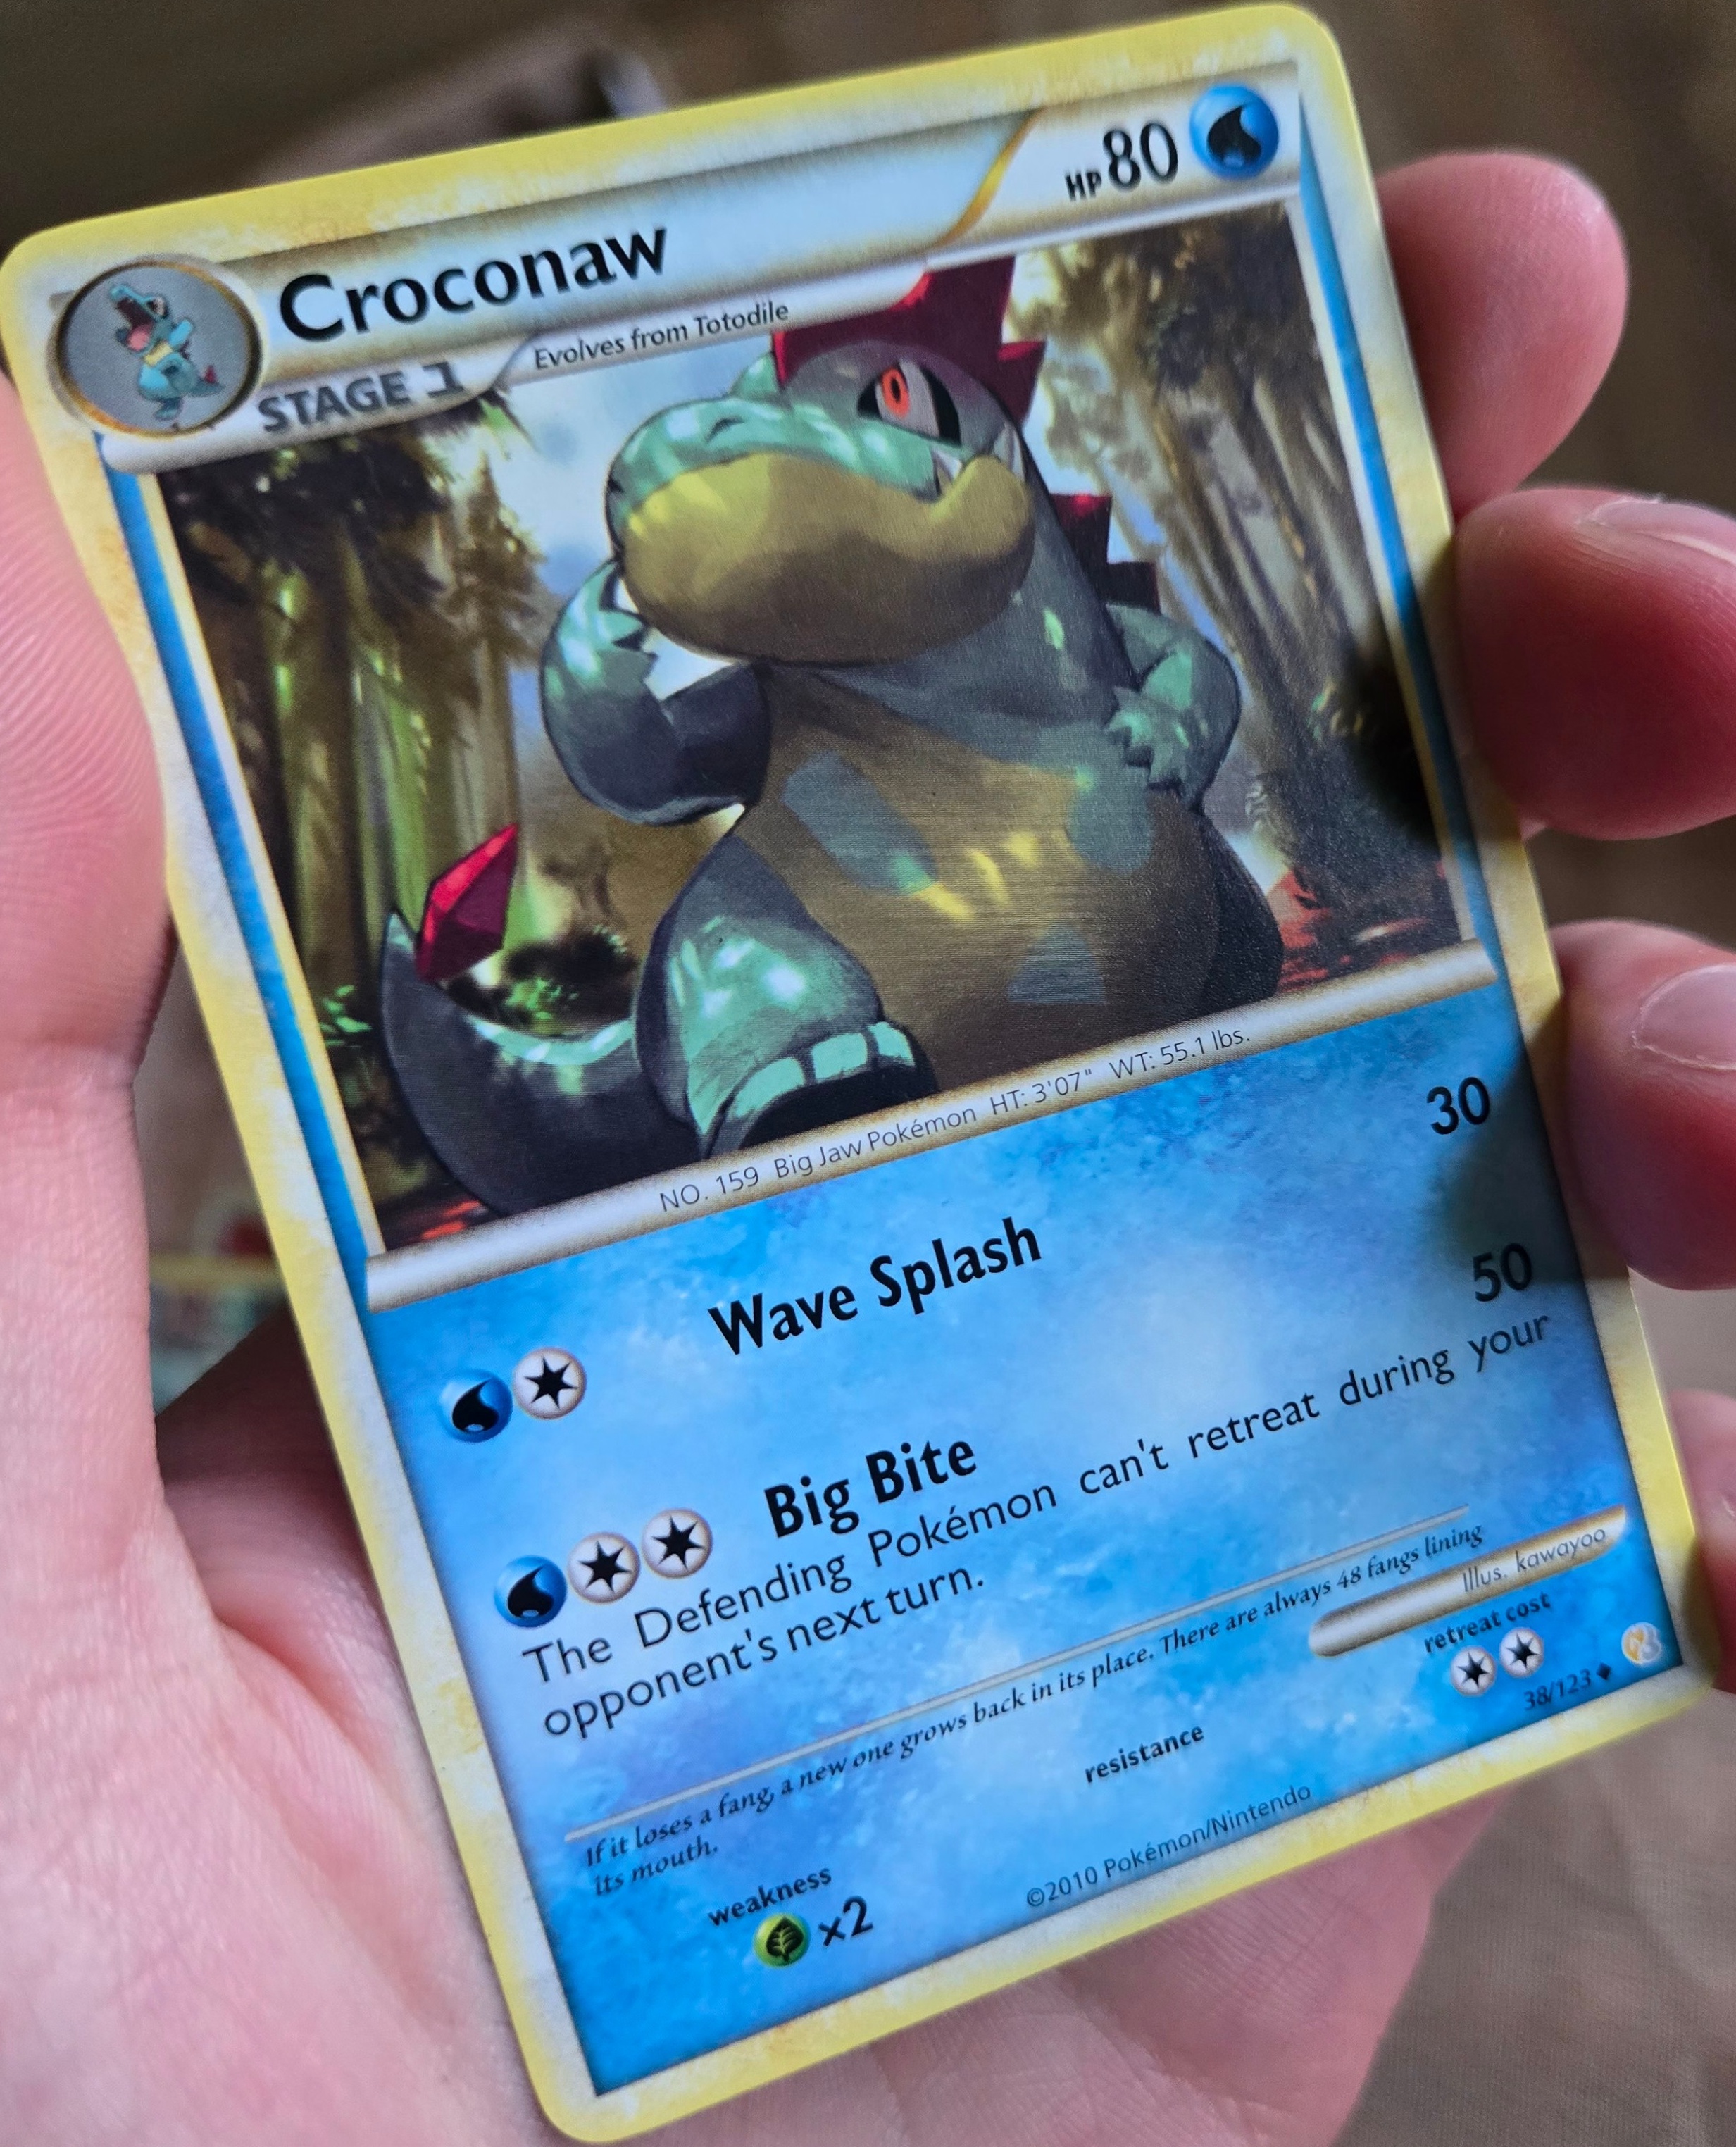 Croconaw
HP 80
STAGE 1
Evolves from Totodile
NO. 159 Big Jaw Pokémon HT: 3'07" WT: 55.1 lbs.
Wave Splash 30
Big Bite 50
The Defending Pokémon can't retreat during your
opponent's next turn.
If it loses a fang, a new one grows back in its place. There are always 48 fangs lining
its mouth.
Illus. kawayoo
weakness
x2
resistance
retreat cost
38/123
©2010 Pokémon/Nintendo